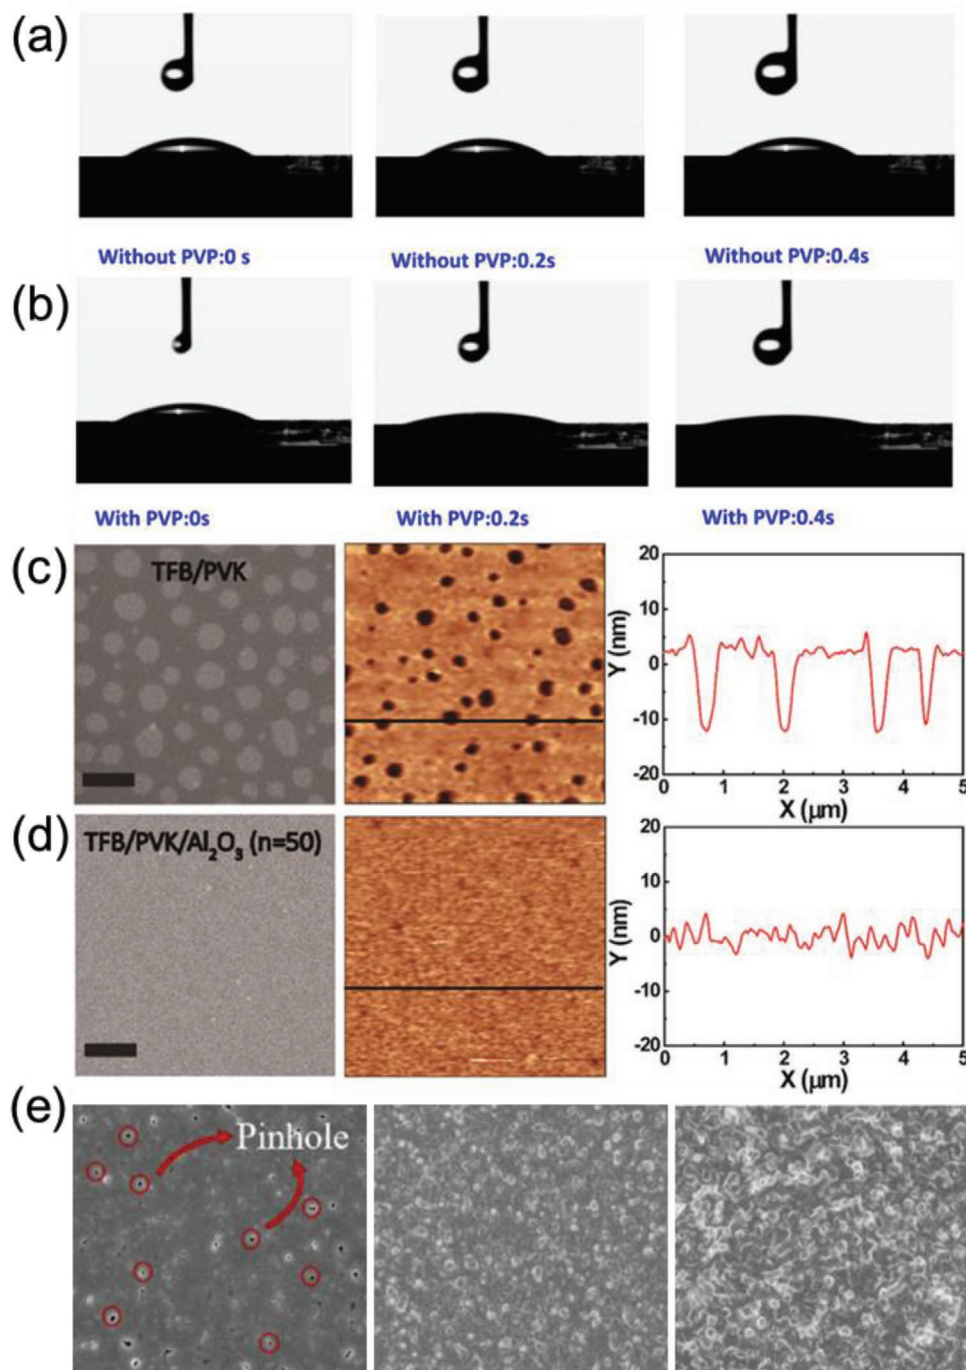 (a)
Without PVP:0 s
Without PVP:0.2s
Without PVP:0.4s
(b)
With PVP:0s
With PVP:0.2s
With PVP:0.4s
(c)
TFB/PVK
20
10
0
-10
-20
Y (nm)
0 1 2 3 4 5
X (μm)
(d)
TFB/PVK/Al₂O₃ (n=50)
20
10
0
-10
-20
Y (nm)
0 1 2 3 4 5
X (μm)
(e)
Pinhole